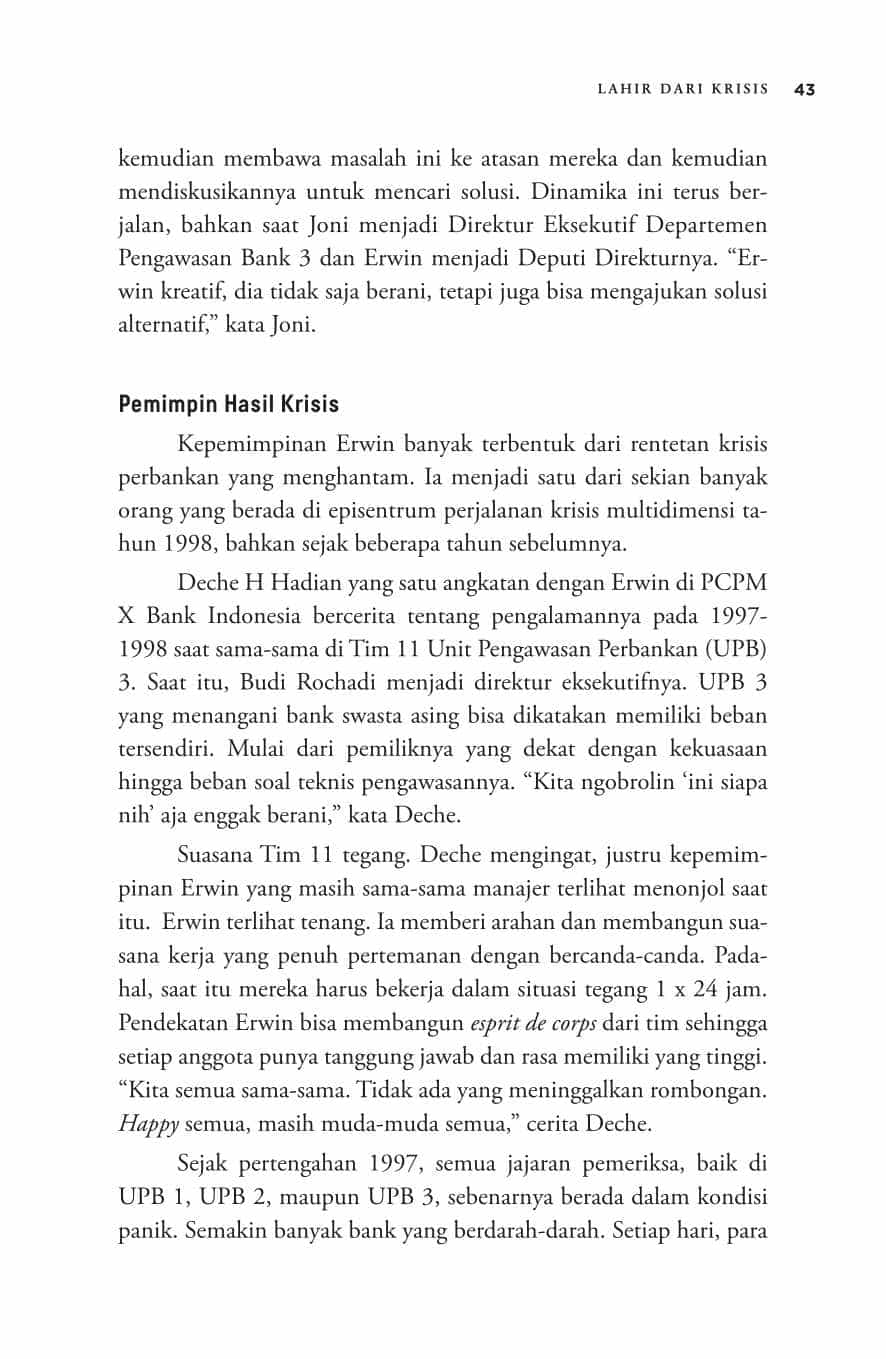 LAHIR DARI KRISIS 43
kemudian membawa masalah ini ke atasan mereka dan kemudian
mendiskusikannya untuk mencari solusi. Dinamika ini terus ber-
jalan, bahkan saat Joni menjadi Direktur Eksekutif Departemen
Pengawasan Bank 3 dan Erwin menjadi Deputi Direkturnya. “Er-
win kreatif, dia tidak saja berani, tetapi juga bisa mengajukan solusi
alternatif,” kata Joni.
Pemimpin Hasil Krisis
Kepemimpinan Erwin banyak terbentuk dari rentetan krisis
perbankan yang menghantam. Ia menjadi satu dari sekian banyak
orang yang berada di episentrum perjalanan krisis multidimensi ta-
hun 1998, bahkan sejak beberapa tahun sebelumnya.
Deche H Hadian yang satu angkatan dengan Erwin di PCPM
X Bank Indonesia bercerita tentang pengalamannya pada 1997-
1998 saat sama-sama di Tim 11 Unit Pengawasan Perbankan (UPB)
3. Saat itu, Budi Rochadi menjadi direktur eksekutifnya. UPB 3
yang menangani bank swasta asing bisa dikatakan memiliki beban
tersendiri. Mulai dari pemiliknya yang dekat dengan kekuasaan
hingga beban soal teknis pengawasannya. “Kita ngobrolin ‘ini siapa
nih’ aja enggak berani,” kata Deche.
Suasana Tim 11 tegang. Deche mengingat, justru kepemim-
pinan Erwin yang masih sama-sama manajer terlihat menonjol saat
itu. Erwin terlihat tenang. Ia memberi arahan dan membangun sua-
sana kerja yang penuh pertemanan dengan bercanda-canda. Pada-
hal, saat itu mereka harus bekerja dalam situasi tegang 1 x 24 jam.
Pendekatan Erwin bisa membangun esprit de corps dari tim sehingga
setiap anggota punya tanggung jawab dan rasa memiliki yang tinggi.
“Kita semua sama-sama. Tidak ada yang meninggalkan rombongan.
Happy semua, masih muda-muda semua,” cerita Deche.
Sejak pertengahan 1997, semua jajaran pemeriksa, baik di
UPB 1, UPB 2, maupun UPB 3, sebenarnya berada dalam kondisi
panik. Semakin banyak bank yang berdarah-darah. Setiap hari, para